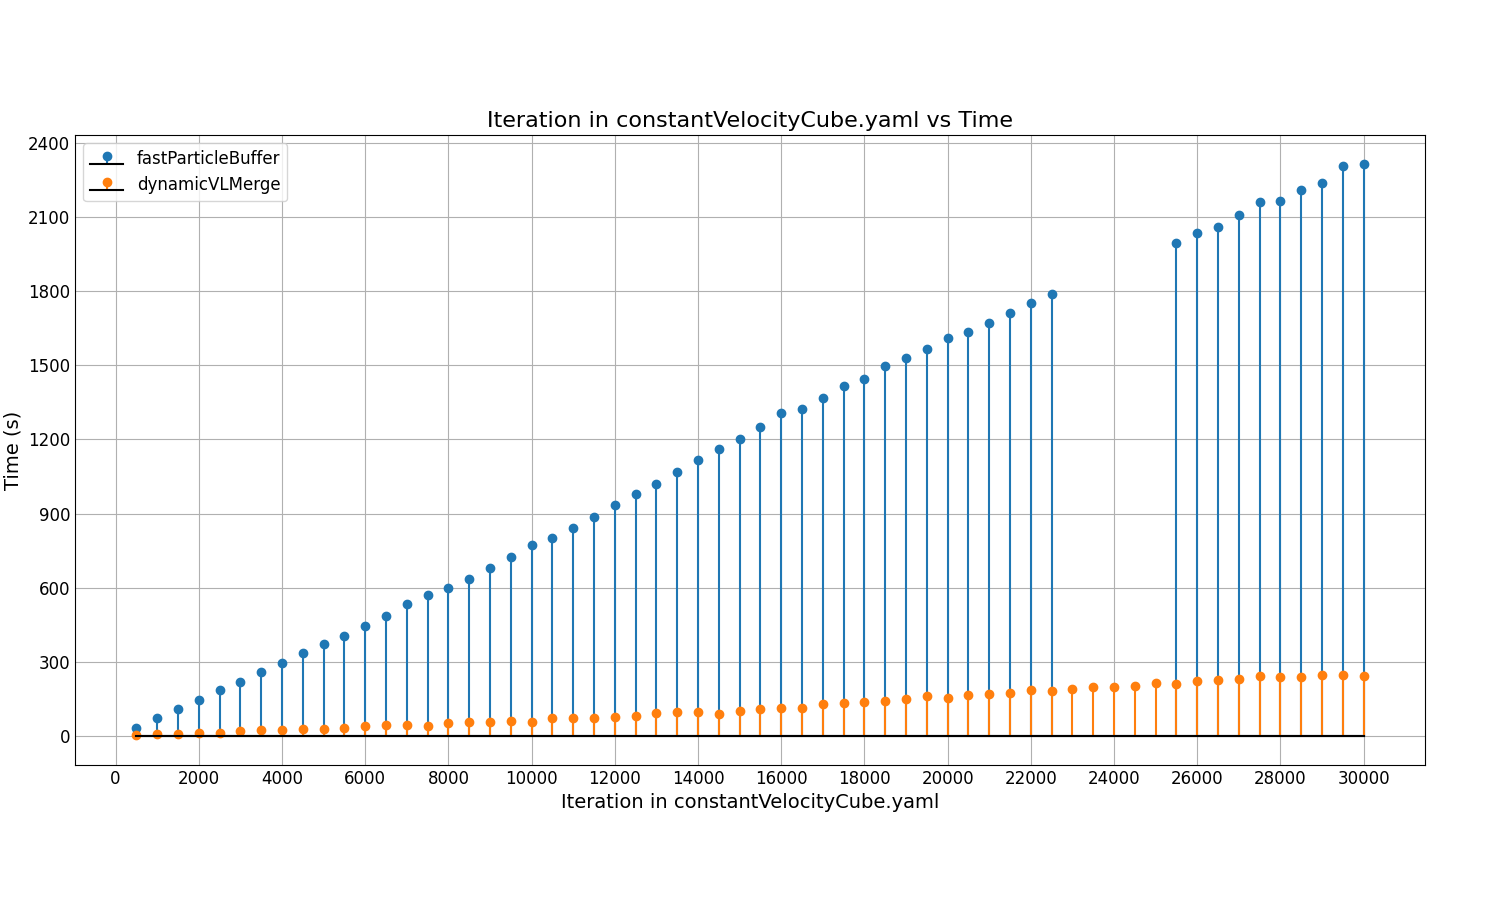 Iteration in constantVelocityCube.yaml vs Time
fastParticleBuffer
dynamicVLMerge
Time (s)
2400
2100
1800
1500
1200
900
600
300
0
0 2000 4000 6000 8000 10000 12000 14000 16000 18000 20000 22000 24000 26000 28000 30000
Iteration in constantVelocityCube.yaml